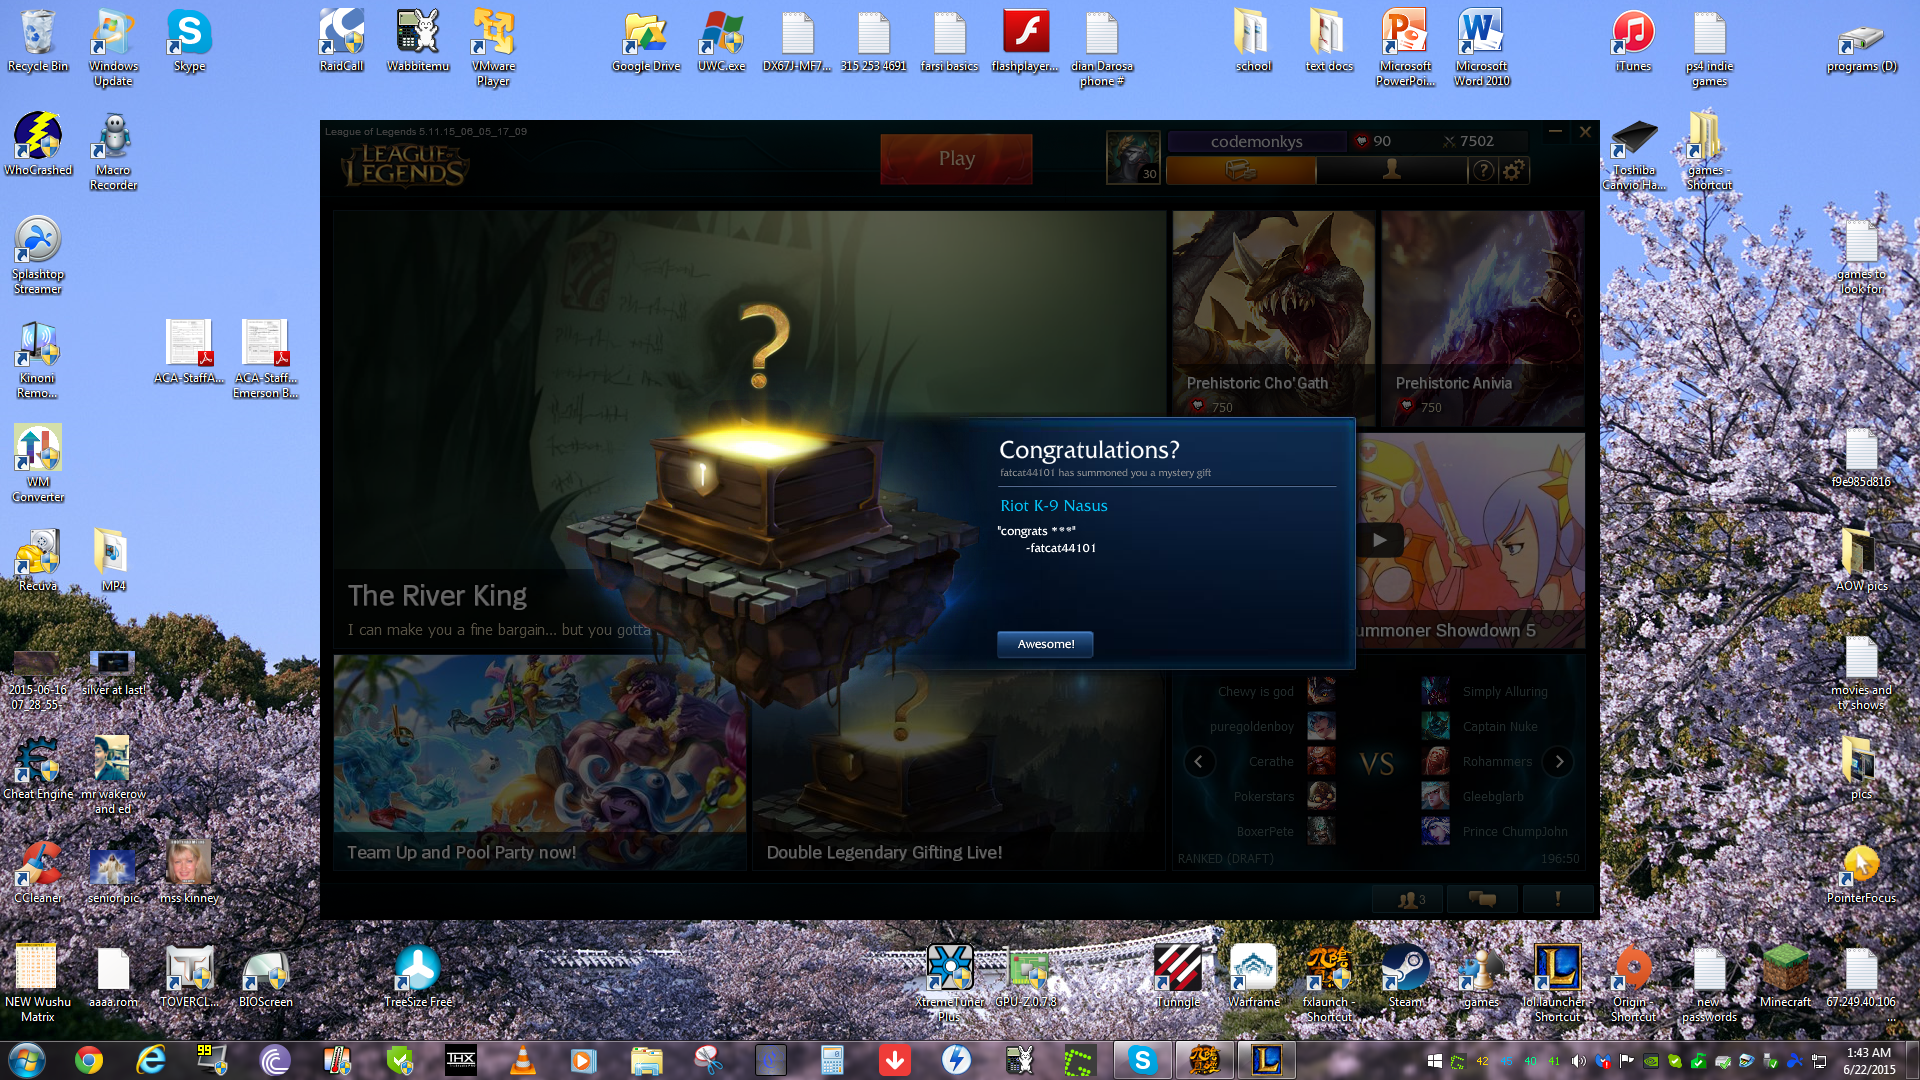 Recycle Bin
Windows
Update
Skype
RaidCall
Wabbitemu
VMware
Player
Google Drive
UWC.exe
DX67J-MF7...
315 253 4691
farsi basics
flashplayer...
dian Darosa
phone #
school
text docs
Microsoft
PowerPoi...
Microsoft
Word 2010
iTunes
ps4 indie
games
programs (D)
WhoCrashed
Macro
Recorder
Toshiba
Canvio Ha...
games -
Shortcut
Splashtop
Streamer
games to
look for
Kinoni
Remo...
ACA-StaffA...
ACA-Staff...
Emerson B...
WM
Converter
f9e985d816
Recuva
MP4
AOW pics
2015-06-16
07-28-55-
silver at last!
movies and
tv shows
Cheat Engine
mr wakerow
and ed
pics
CCleaner
senior pic
mss kinney
PointerFocus
NEW Wushu
Matrix
aaaa.rom
TOVERCL...
BIOScreen
TreeSize Free
XtremeTuner
Plus
GPU-Z.0.7.8
Tunngle
Warframe
fxlaunch -
Shortcut
Steam
games
lol.launcher -
Shortcut
Origin -
Shortcut
new
passwords
Minecraft
67.249.40.106
...
League of Legends 5.11.15_06_05_17_09
LEAGUE of
LEGENDS
Play
30
codemonkys
90
7502
?
Prehistoric Cho'Gath
750
Prehistoric Anivia
750
Congratulations?
fatcat44101 has summoned you a mystery gift
Riot K-9 Nasus
"congrats ***"
-fatcat44101
Awesome!
The River King
I can make you a fine bargain... but you gotta
ummoner Showdown 5
Team Up and Pool Party now!
Double Legendary Gifting Live!
Chewy is god
puregoldenboy
Cerathe
Pokerstars
BoxerPete
VS
Simply Alluring
Captain Nuke
Rohammers
Gleebglarb
Prince ChumpJohn
RANKED (DRAFT)
196:50
3
99
THX
42
40
41
1:43 AM
6/22/2015